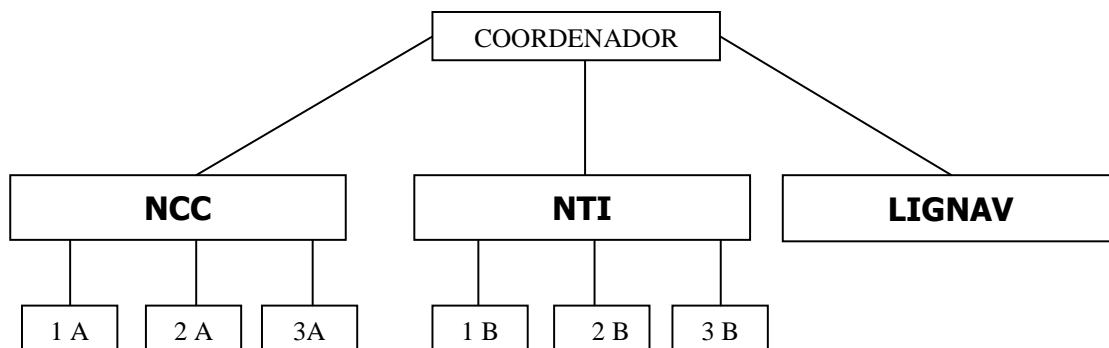 COORDENADOR
NCC
NTI
LIGNAV
1 A
2 A
3A
1 B
2 B
3 B